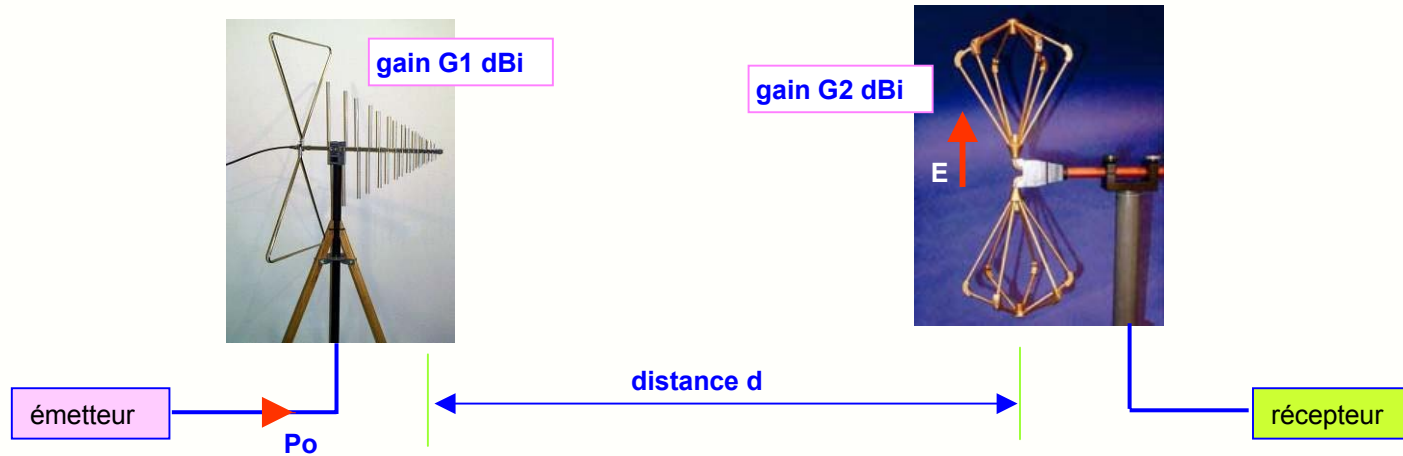 gain G1 dBi
gain G2 dBi
E
distance d
émetteur
récepteur
Po